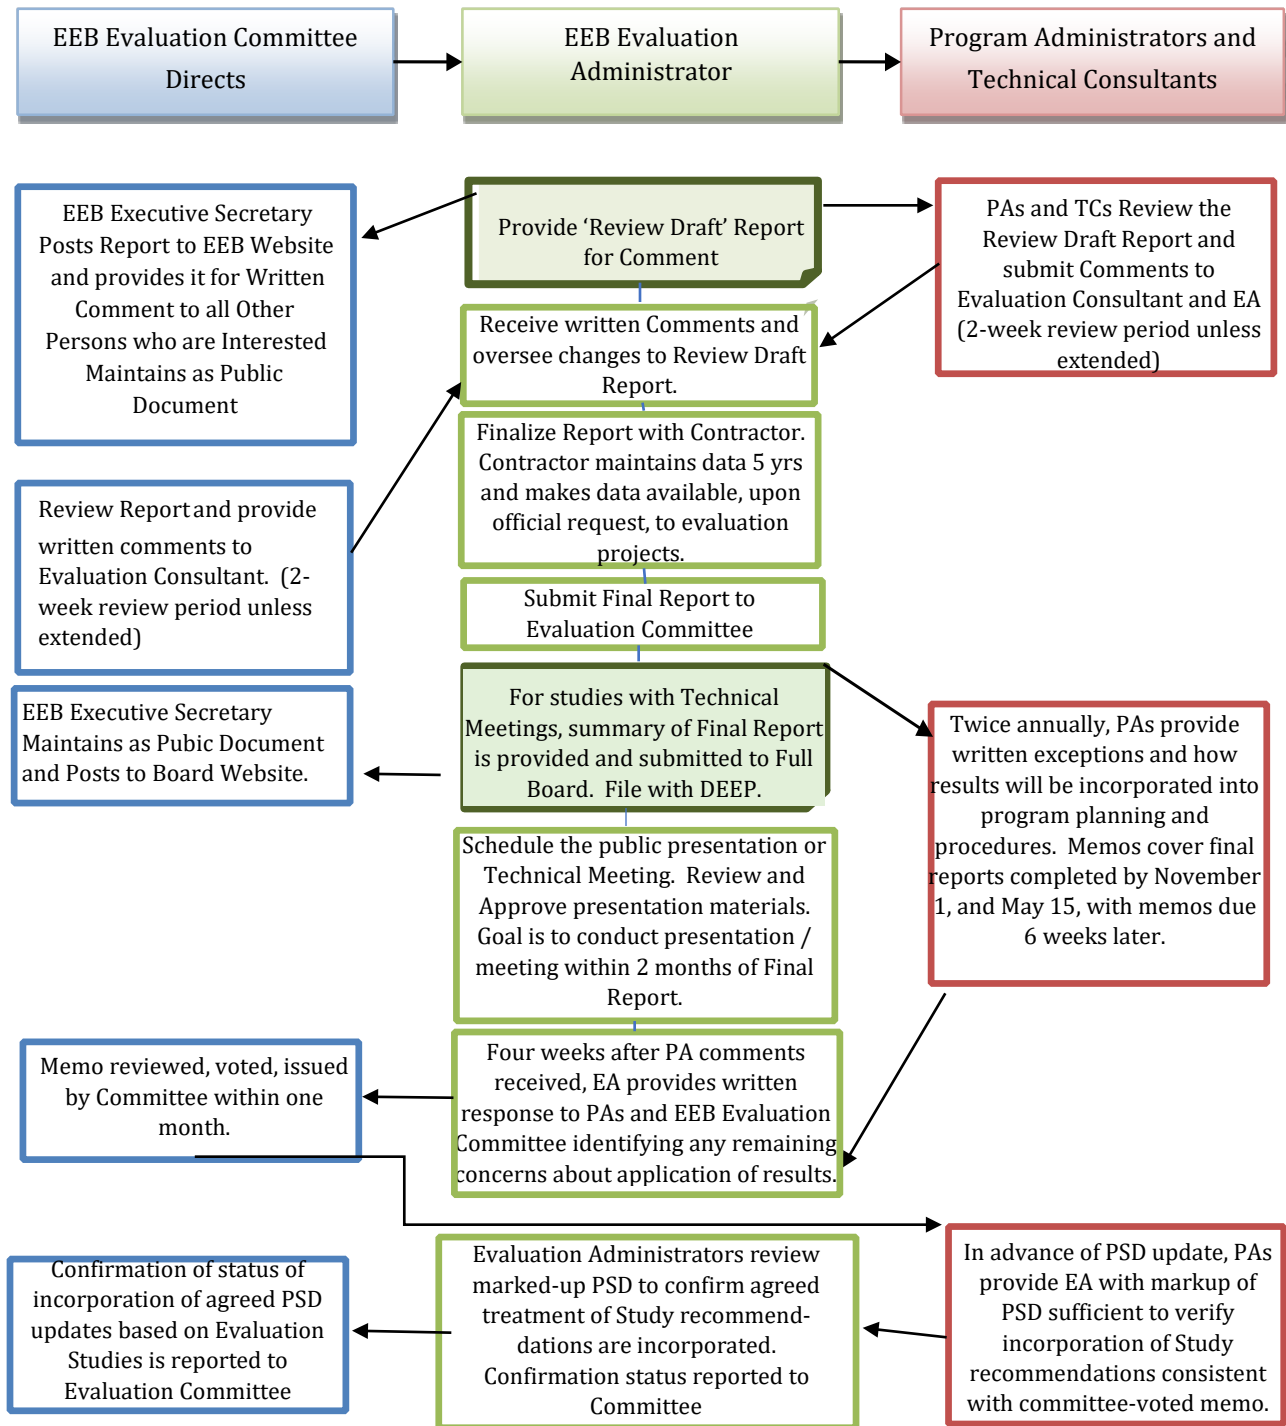 EEB Evaluation Committee
Directs
EEB Evaluation
Administrator
Program Administrators and
Technical Consultants
EEB Executive Secretary
Posts Report to EEB Website
and provides it for Written
Comment to all Other
Persons who are Interested
Maintains as Public
Document
Provide ‘Review Draft’ Report
for Comment
PAs and TCs Review the
Review Draft Report and
submit Comments to
Evaluation Consultant and EA
(2-week review period unless
extended)
Receive written Comments and
oversee changes to Review Draft
Report.
Finalize Report with Contractor.
Contractor maintains data 5 yrs
and makes data available, upon
official request, to evaluation
projects.
Review Report and provide
written comments to
Evaluation Consultant. (2-
week review period unless
extended)
Submit Final Report to
Evaluation Committee
EEB Executive Secretary
Maintains as Pubic Document
and Posts to Board Website.
For studies with Technical
Meetings, summary of Final Report
is provided and submitted to Full
Board. File with DEEP.
Twice annually, PAs provide
written exceptions and how
results will be incorporated into
program planning and
procedures. Memos cover final
reports completed by November
1, and May 15, with memos due
6 weeks later.
Schedule the public presentation or
Technical Meeting. Review and
Approve presentation materials.
Goal is to conduct presentation /
meeting within 2 months of Final
Report.
Memo reviewed, voted, issued
by Committee within one
month.
Four weeks after PA comments
received, EA provides written
response to PAs and EEB Evaluation
Committee identifying any remaining
concerns about application of results.
Confirmation of status of
incorporation of agreed PSD
updates based on Evaluation
Studies is reported to
Evaluation Committee
Evaluation Administrators review
marked-up PSD to confirm agreed
treatment of Study recommen-
dations are incorporated.
Confirmation status reported to
Committee
In advance of PSD update, PAs
provide EA with markup of
PSD sufficient to verify
incorporation of Study
recommendations consistent
with committee-voted memo.